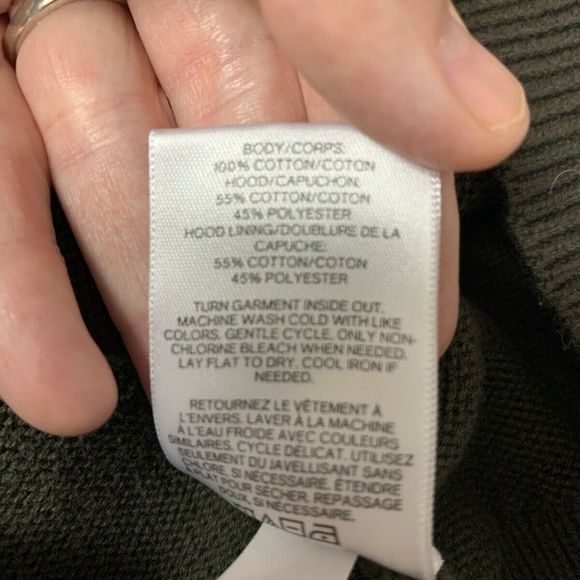 BODY/CORPS:
100% COTTON/COTON
HOOD/CAPUCHON:
55% COTTON/COTON
45% POLYESTER
HOOD LINING/DOUBLURE DE LA
CAPUCHE:
55% COTTON/COTON
45% POLYESTER
TURN GARMENT INSIDE OUT.
MACHINE WASH COLD WITH LIKE
COLORS. GENTLE CYCLE. ONLY NON-
CHLORINE BLEACH WHEN NEEDED.
LAY FLAT TO DRY. COOL IRON IF
NEEDED.
RETOURNEZ LE VÊTEMENT À
L'ENVERS. LAVER À LA MACHINE
À L'EAU FROIDE AVEC COULEURS
SIMILAIRES. CYCLE DÉLICAT. UTILISEZ
SEULEMENT DU JAVELLISANT SANS
CHLORE, SI NÉCESSAIRE. ÉTENDRE
À PLAT POUR SÉCHER. REPASSAGE
DOUX, SI NÉCESSAIRE.